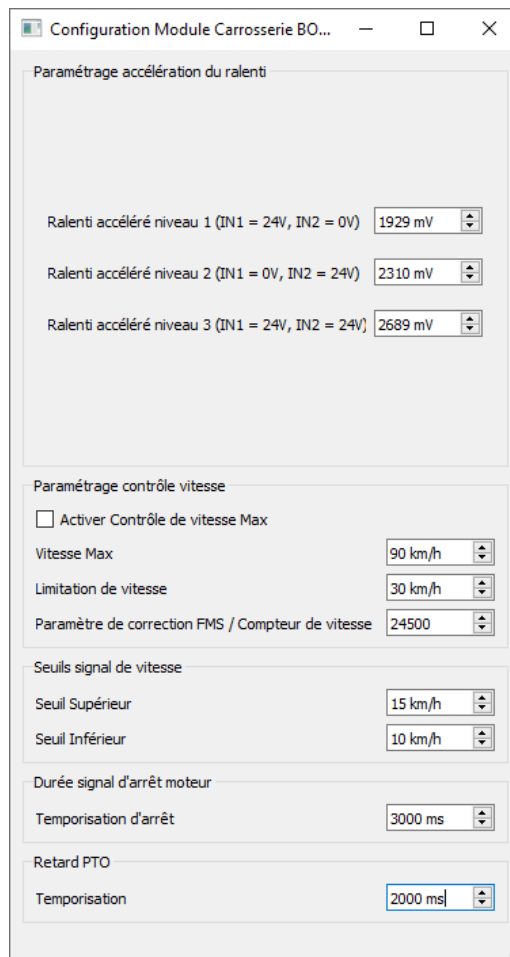 Configuration Module Carrosserie BO...
Paramétrage accélération du ralenti
Ralenti accéléré niveau 1 (IN1 = 24V, IN2 = 0V) 1929 mV
Ralenti accéléré niveau 2 (IN1 = 0V, IN2 = 24V) 2310 mV
Ralenti accéléré niveau 3 (IN1 = 24V, IN2 = 24V) 2689 mV
Paramétrage contrôle vitesse
Activer Contrôle de vitesse Max
Vitesse Max 90 km/h
Limitation de vitesse 30 km/h
Paramètre de correction FMS / Compteur de vitesse 24500
Seuils signal de vitesse
Seuil Supérieur 15 km/h
Seuil Inférieur 10 km/h
Durée signal d'arrêt moteur
Temporisation d'arrêt 3000 ms
Retard PTO
Temporisation 2000 ms